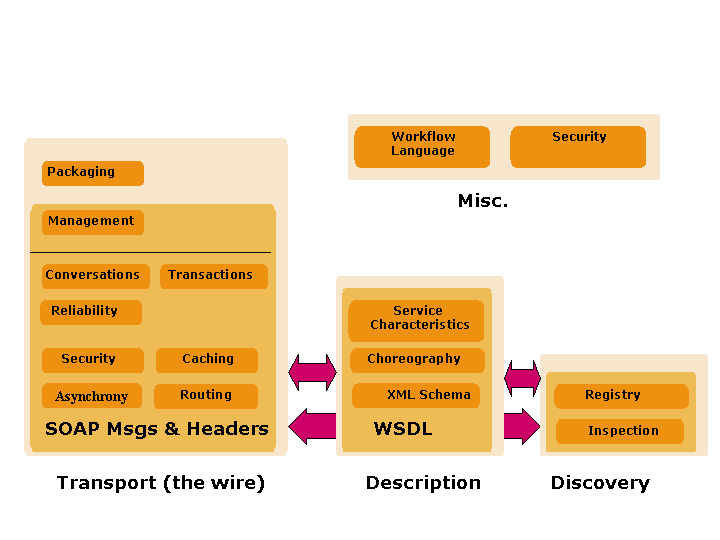 Workflow
Language
Security
Misc.
Packaging
Management
Conversations
Transactions
Reliability
Security
Caching
Asynchrony
Routing
SOAP Msgs & Headers
Transport (the wire)
Service
Characteristics
Choreography
XML Schema
WSDL
Description
Registry
Inspection
Discovery